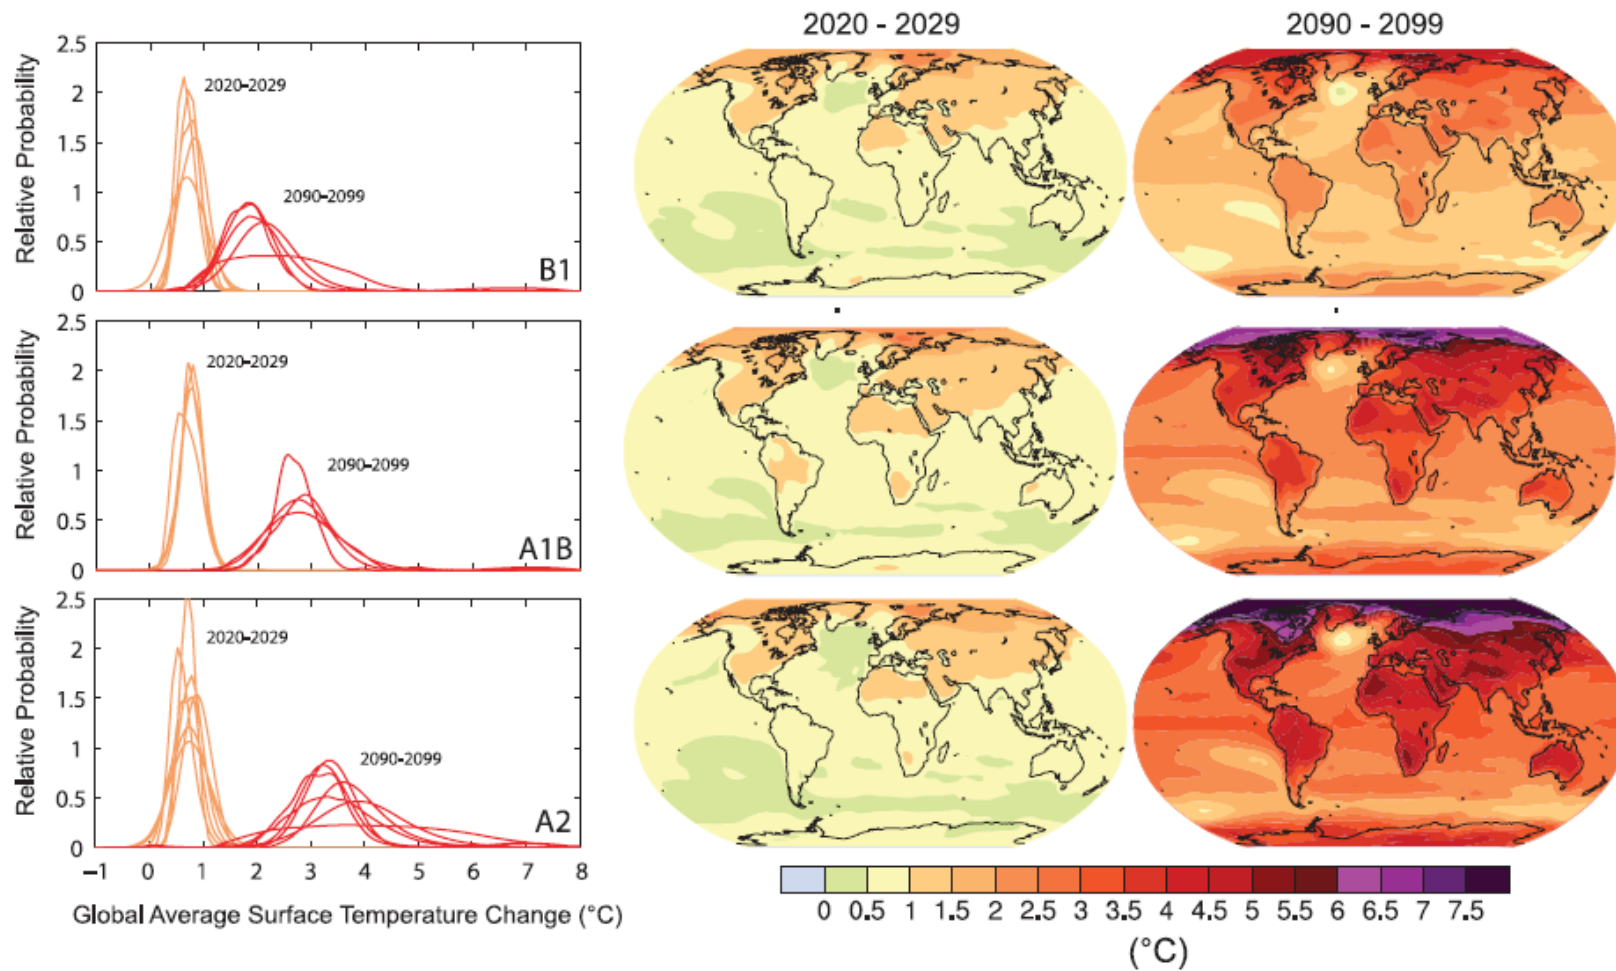 2020 - 2029
2090 - 2099
2.5
2
1.5
1
0.5
0
Relative Probability
2020-2029
2090-2099
B1
2.5
2
1.5
1
0.5
0
Relative Probability
2020-2029
2090-2099
A1B
2.5
2
1.5
1
0.5
0
Relative Probability
2020-2029
2090-2099
A2
−1 0 1 2 3 4 5 6 7 8
Global Average Surface Temperature Change (°C)
0 0.5 1 1.5 2 2.5 3 3.5 4 4.5 5 5.5 6 6.5 7 7.5
(°C)